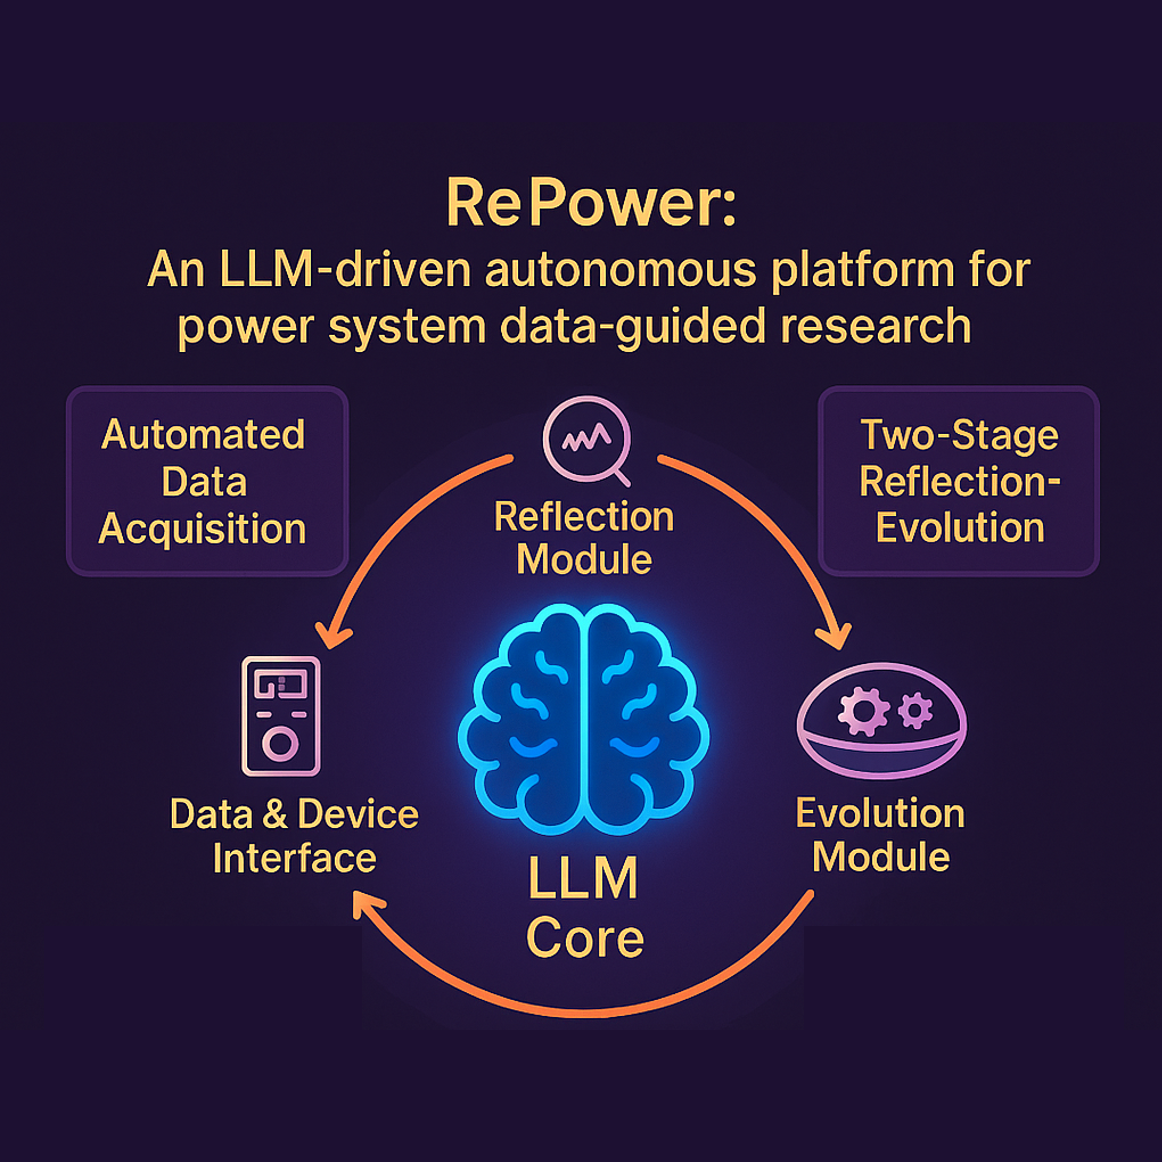 RePower:
An LLM-driven autonomous platform for
power system data-guided research
Automated
Data
Acquisition
Reflection
Module
Two-Stage
Reflection-
Evolution
Data & Device
Interface
LLM
Core
Evolution
Module